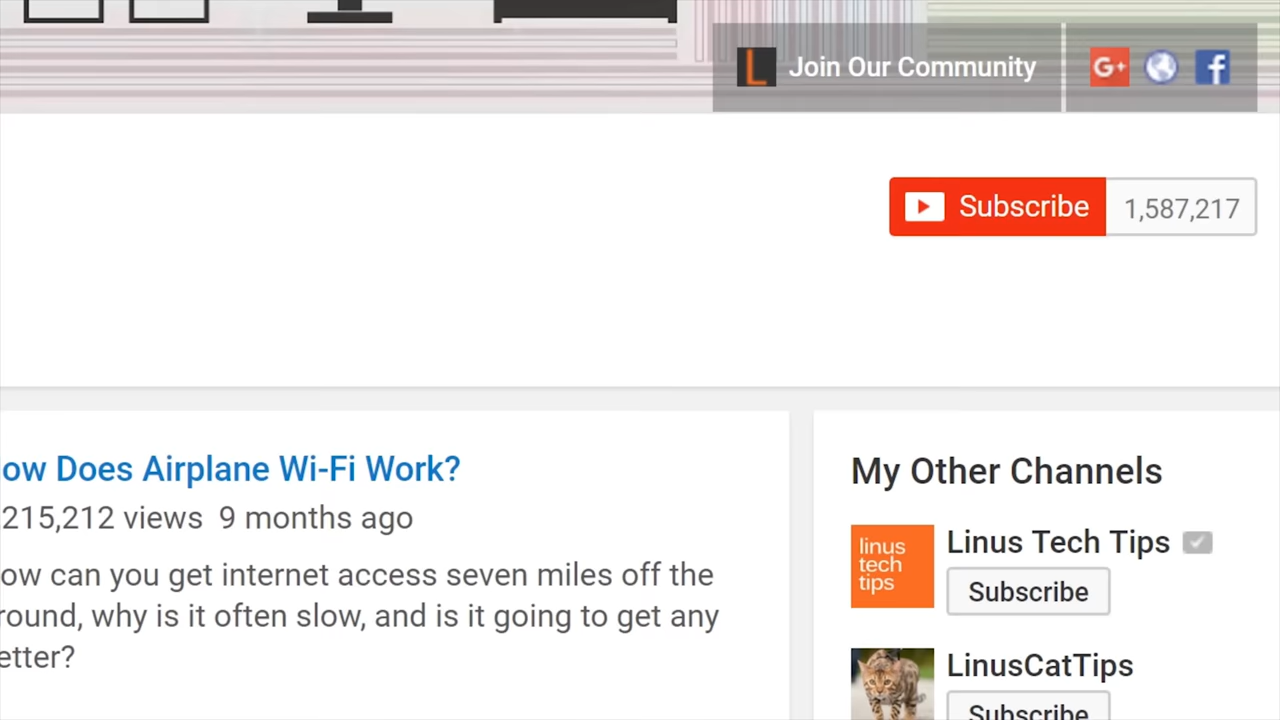 L Join Our Community G+ f
Subscribe 1,587,217
ow Does Airplane Wi-Fi Work?
215,212 views 9 months ago
ow can you get internet access seven miles off the
round, why is it often slow, and is it going to get any
etter?
My Other Channels
linus
tech
tips
Linus Tech Tips
Subscribe
LinusCatTips
Subscribe